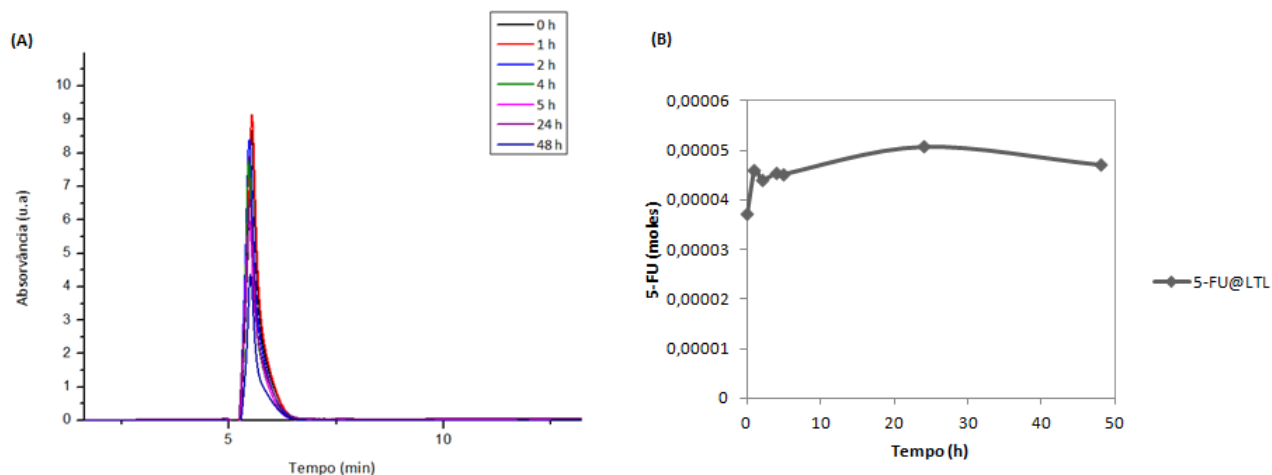 (A)
0 h
1 h
2 h
4 h
5 h
24 h
48 h
Absorvância (u.a)
10
9
8
7
6
5
4
3
2
1
0
5
10
Tempo (min)
(B)
0,00006
0,00005
0,00004
0,00003
0,00002
0,00001
0
5-FU (moles)
0
10
20
30
40
50
Tempo (h)
5-FU@LTL